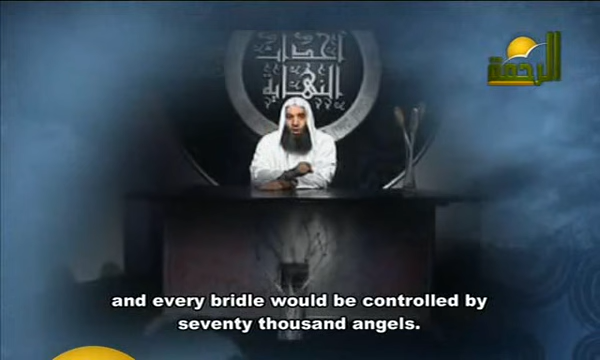 أحداث
النهاية
الرحمة
and every bridle would be controlled by
seventy thousand angels.